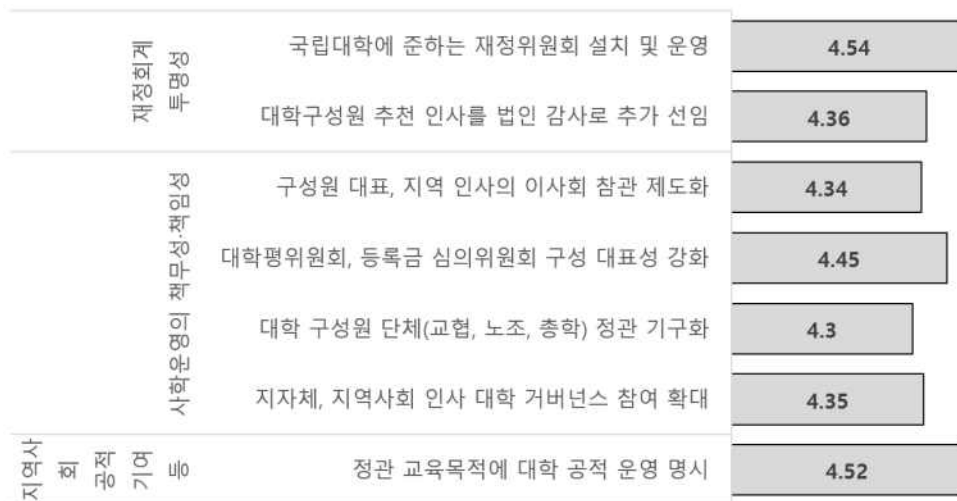 재정회계
투명성
국립대학에 준하는 재정위원회 설치 및 운영
4.54
대학구성원 추천 인사를 법인 감사로 추가 선임
4.36
사학운영의 책무성·책임성
구성원 대표, 지역 인사의 이사회 참관 제도화
4.34
대학평위원회, 등록금 심의위원회 구성 대표성 강화
4.45
대학 구성원 단체(교협, 노조, 총학) 정관 기구화
4.3
지자체, 지역사회 인사 대학 거버넌스 참여 확대
4.35
지역사
회
공적
기여
등
정관 교육목적에 대학 공적 운영 명시
4.52